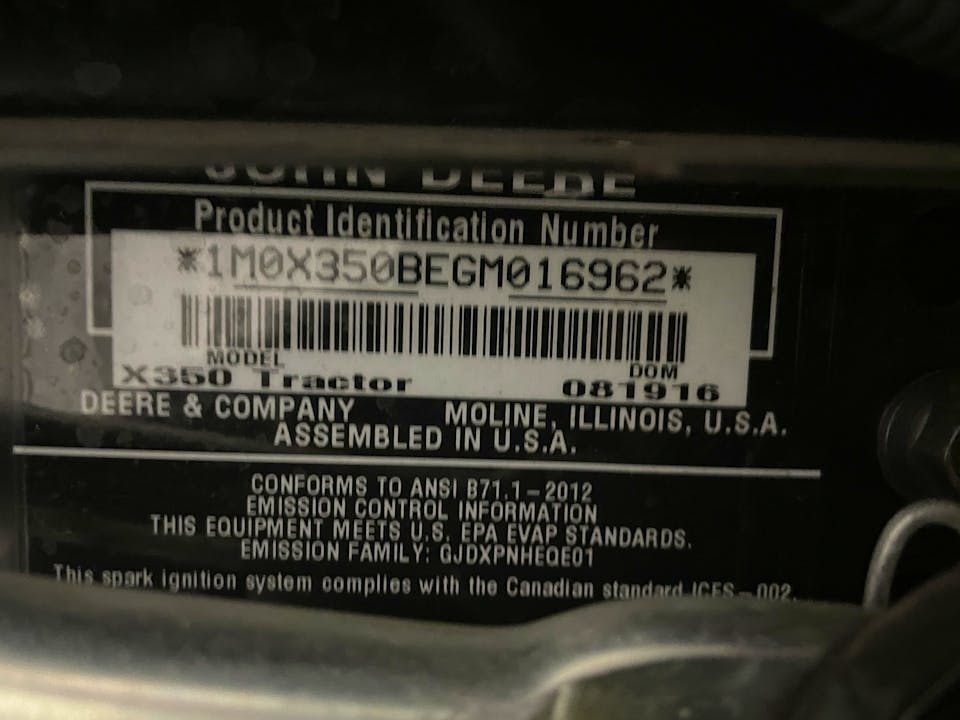 JOHN DEERE
Product Identification Number
*1M0X350BEGM016962*
MODEL DOM
X350 Tractor 081916
DEERE & COMPANY MOLINE, ILLINOIS, U.S.A.
ASSEMBLED IN U.S.A.
CONFORMS TO ANSI B71.1-2012
EMISSION CONTROL INFORMATION
THIS EQUIPMENT MEETS U.S. EPA EVAP STANDARDS.
EMISSION FAMILY: GJDXPNHEQE01
This spark ignition system complies with the Canadian standard ICES-002.